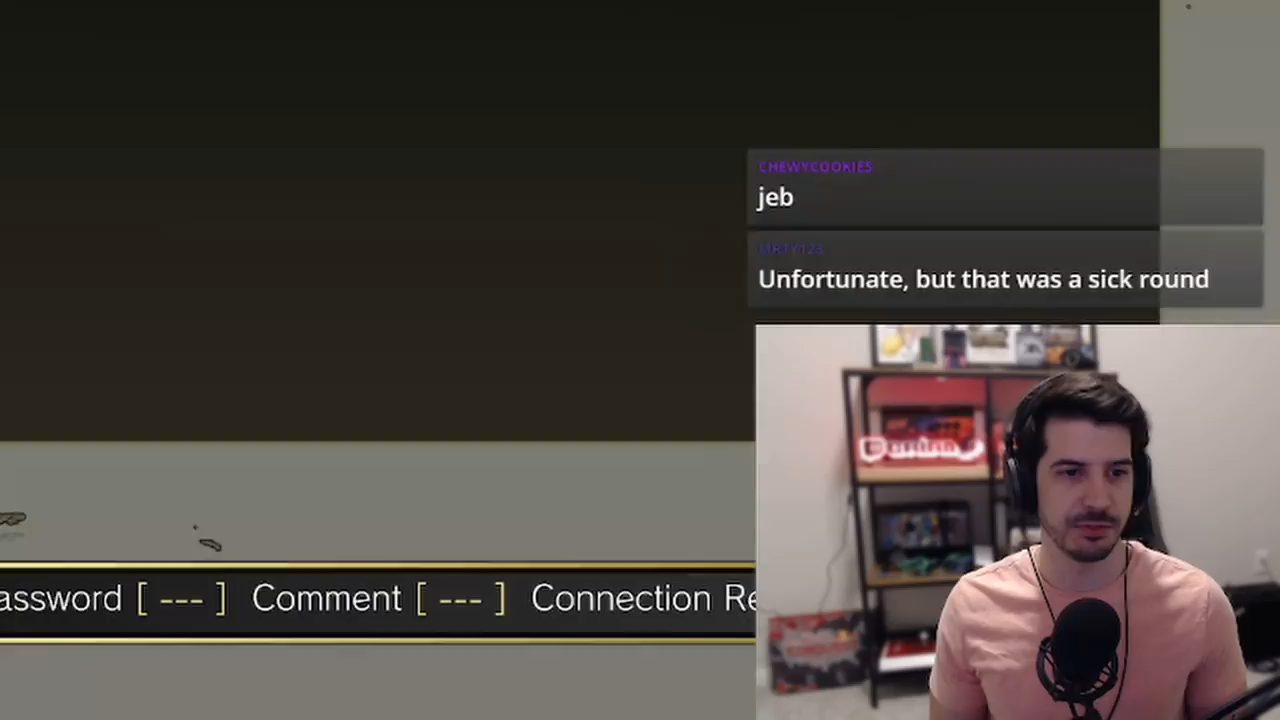 CHEWYCOOKIES
jeb
Unfortunate, but that was a sick round
assword [ --- ] Comment [ --- ] Connection Re